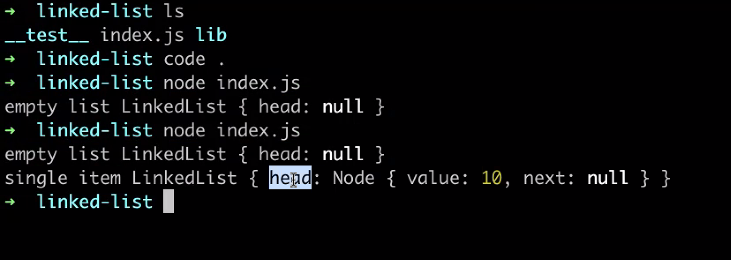 ➜ linked-list ls
__test__ index.js lib
➜ linked-list code .
➜ linked-list node index.js
empty list LinkedList { head: null }
➜ linked-list node index.js
empty list LinkedList { head: null }
single item LinkedList { head: Node { value: 10, next: null } }
➜ linked-list